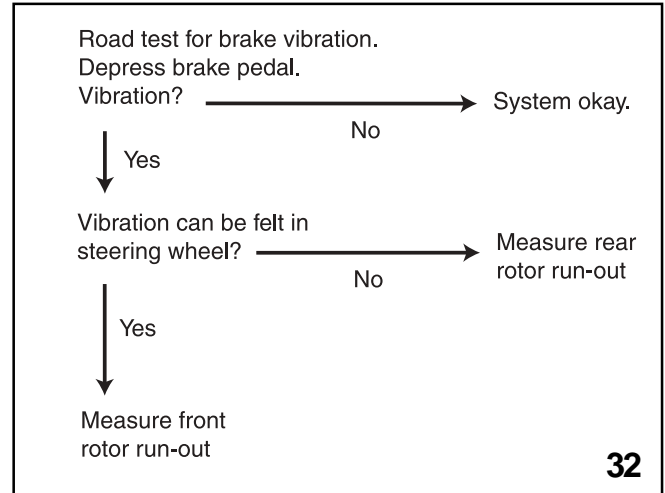 Road test for brake vibration.
Depress brake pedal.
Vibration?
System okay.
No
Yes
Vibration can be felt in
steering wheel?
Measure rear
rotor run-out
No
Yes
Measure front
rotor run-out
32